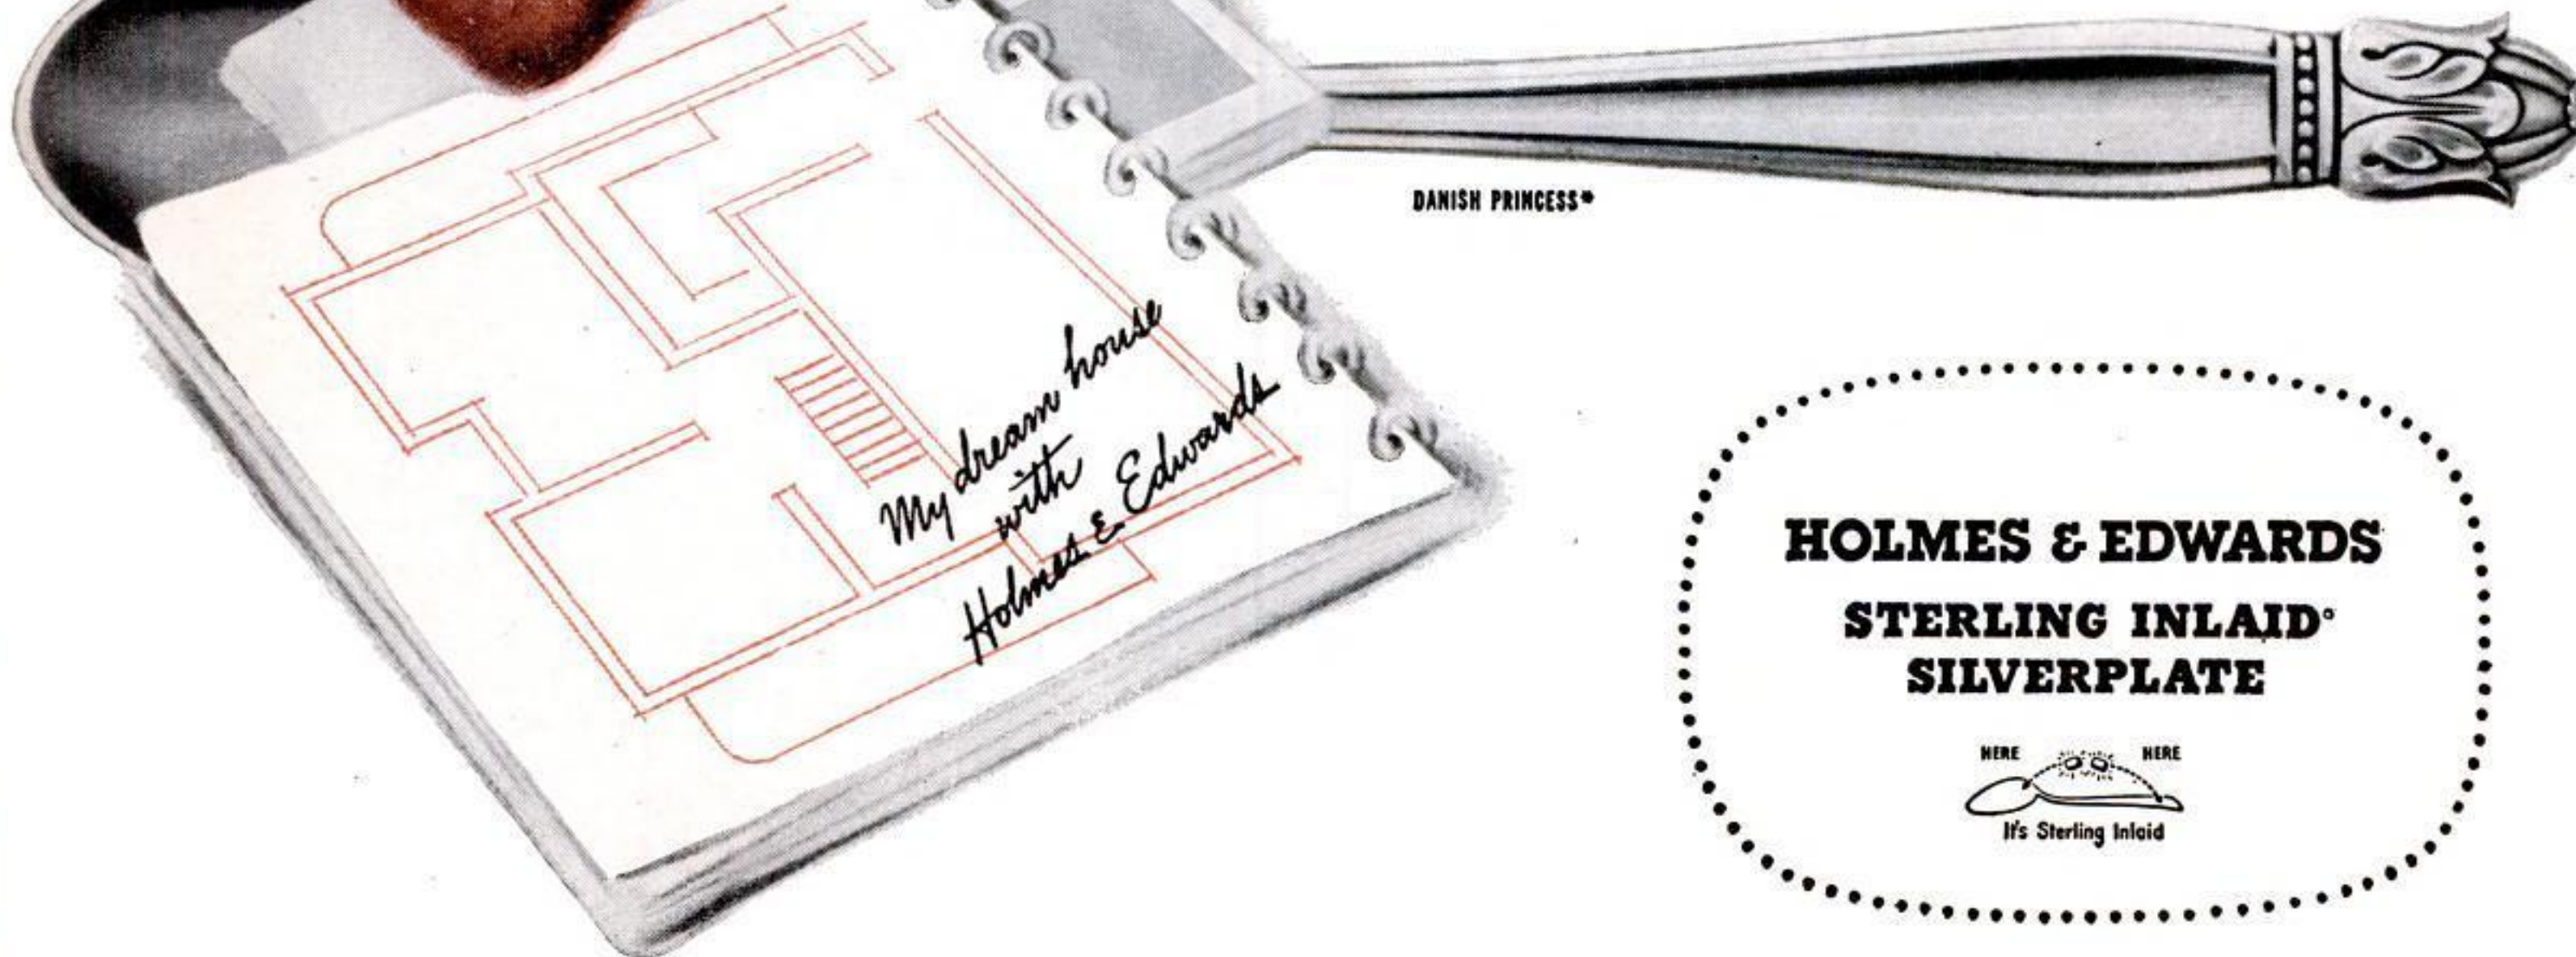 DANISH PRINCESS*
My dream house
with
Holmes & Edwards
HOLMES & EDWARDS
STERLING INLAID°
SILVERPLATE
HERE HERE
It's Sterling Inlaid